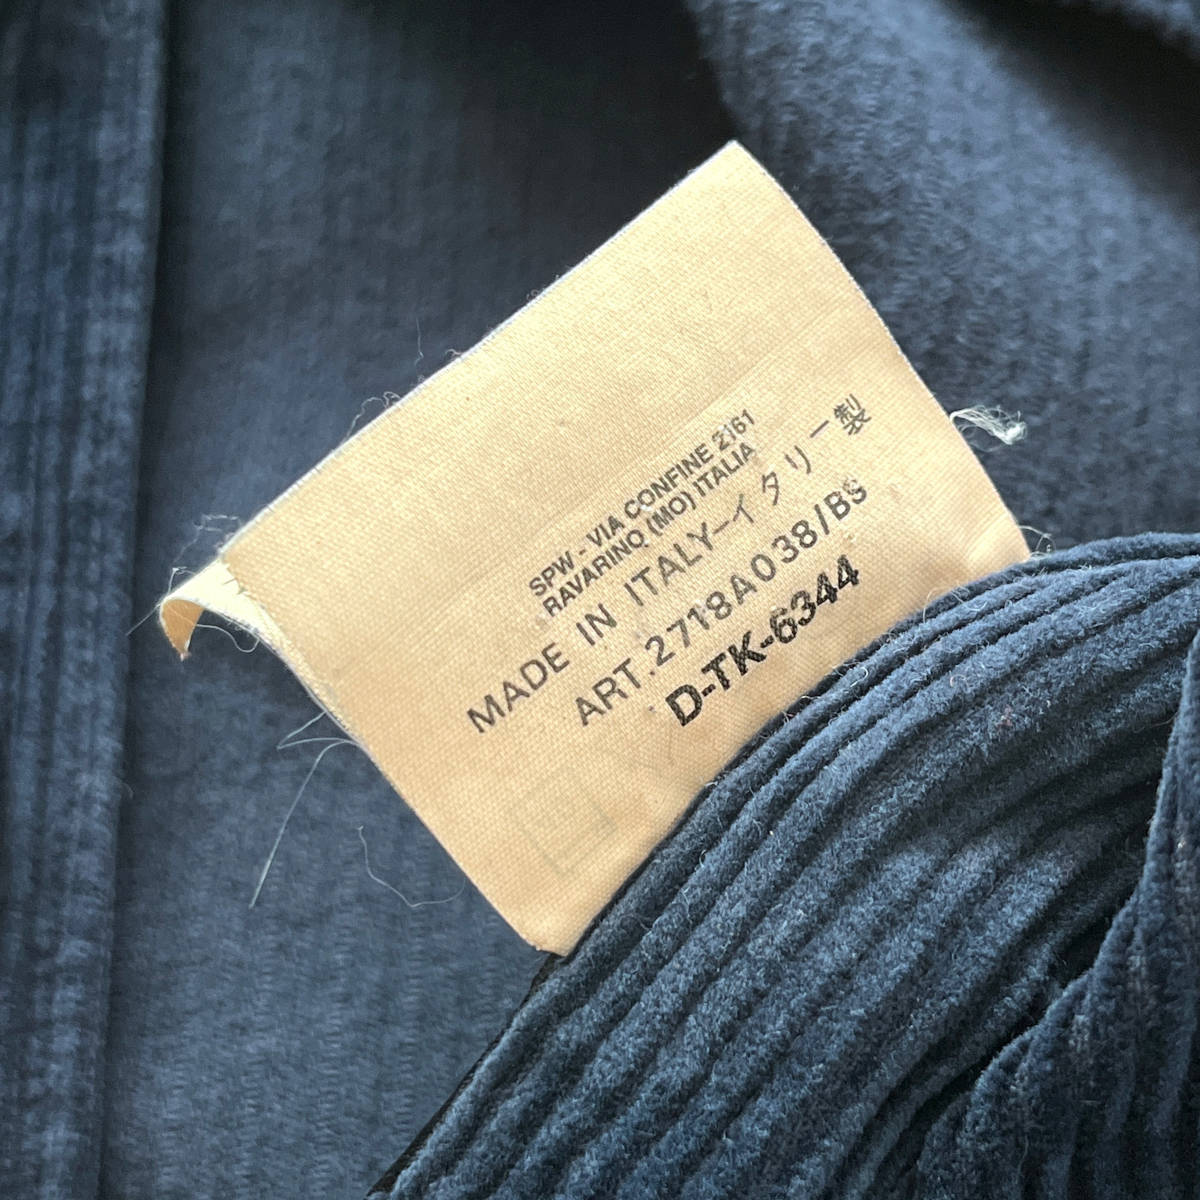 SPW - VIA CONFINE 2161
RAVARINO (MO) ITALIA
MADE IN ITALY–イタリー製
ART.2718A038/BS
D-TK-6344